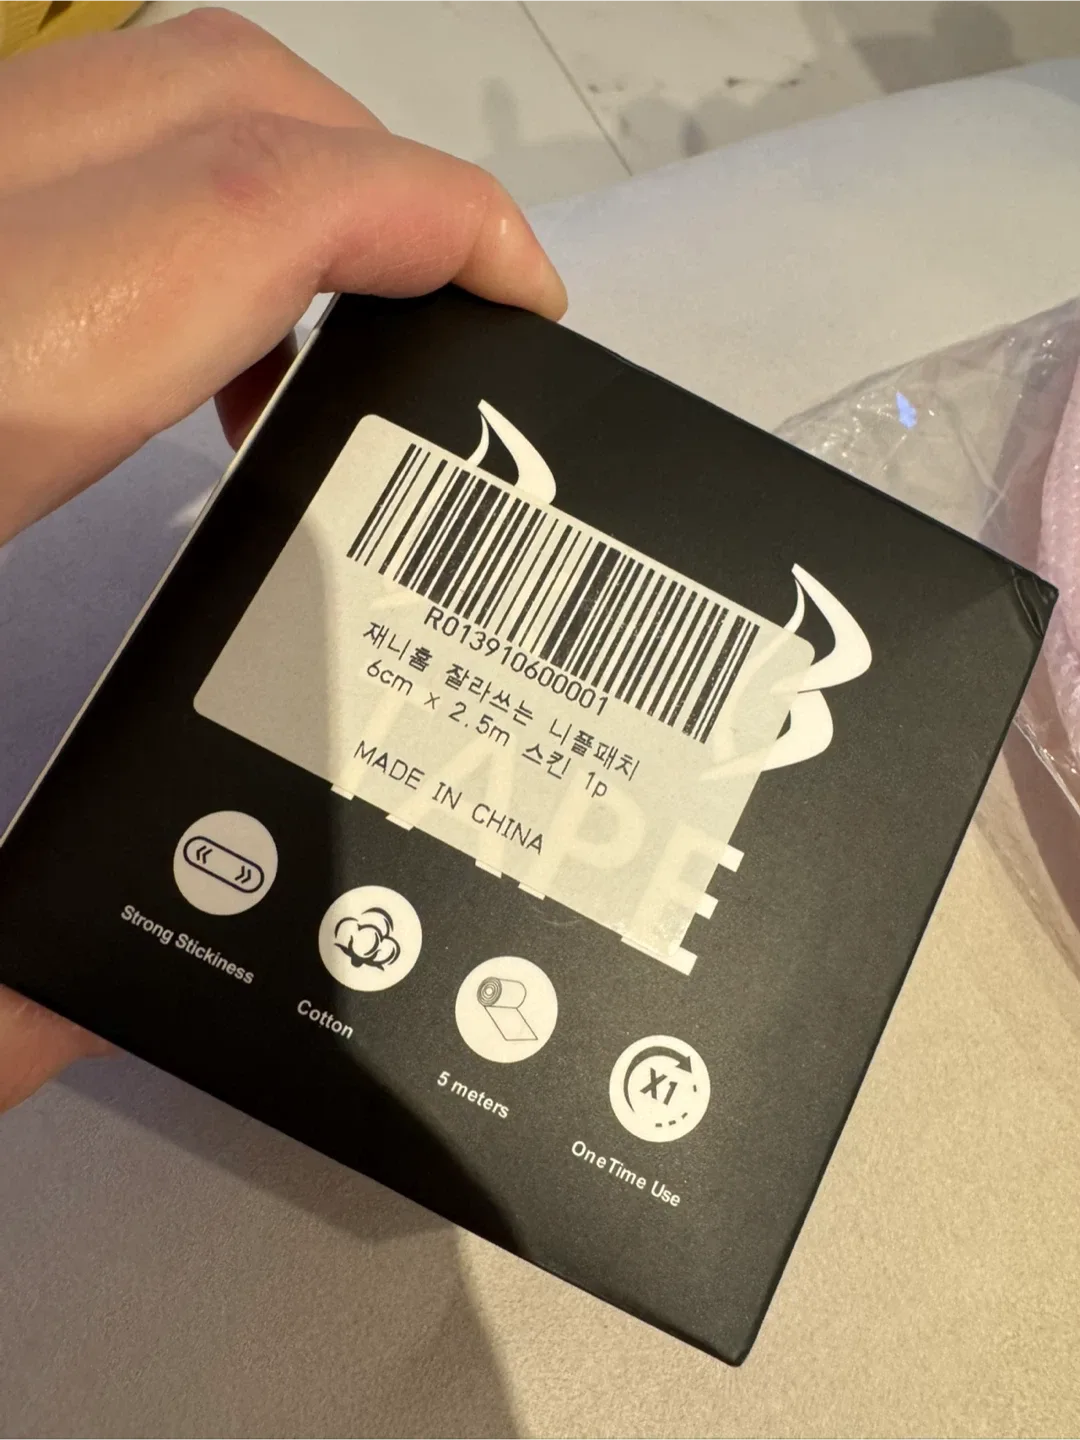 R013910600001
재니홈 잘라쓰는 니플패치
6cm x 2.5m 스킨 1p
MADE IN CHINA
TAPE
Strong Stickiness
Cotton
5 meters
X1
OneTime Use